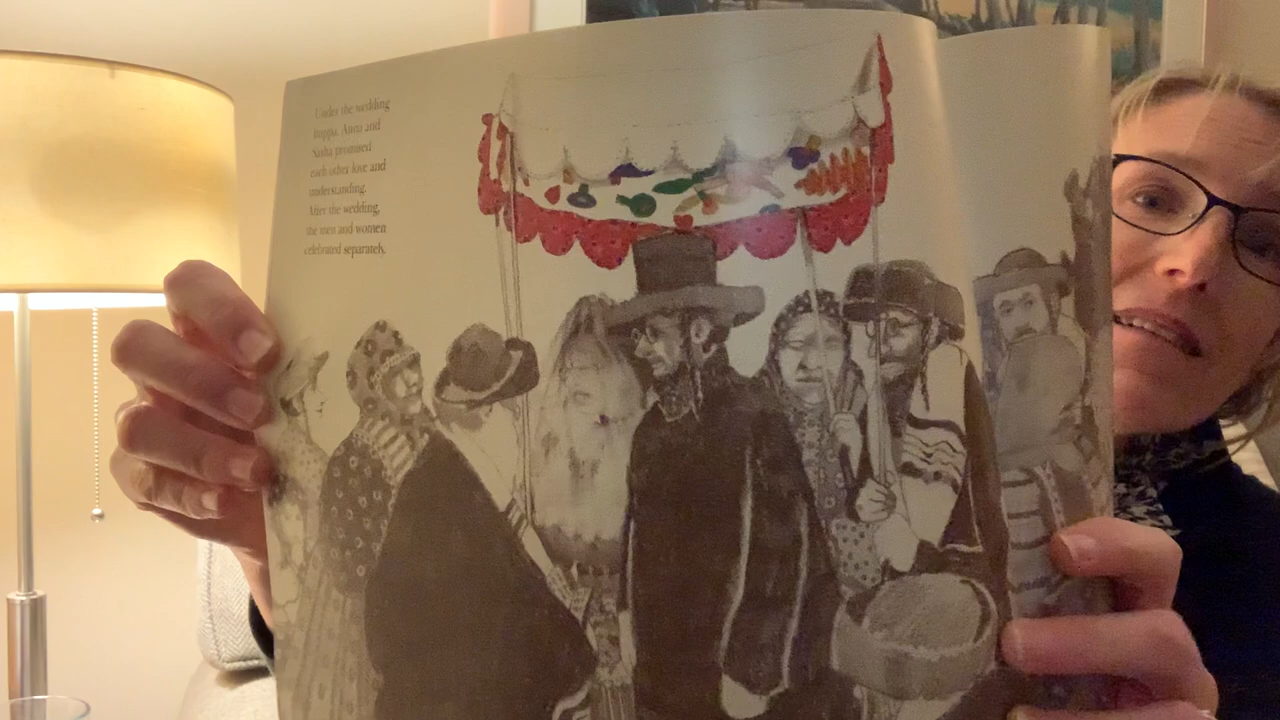 Under the wedding
huppa, Anna and
Sasha promised
each other love and
understanding.
After the wedding,
the men and women
celebrated separately.